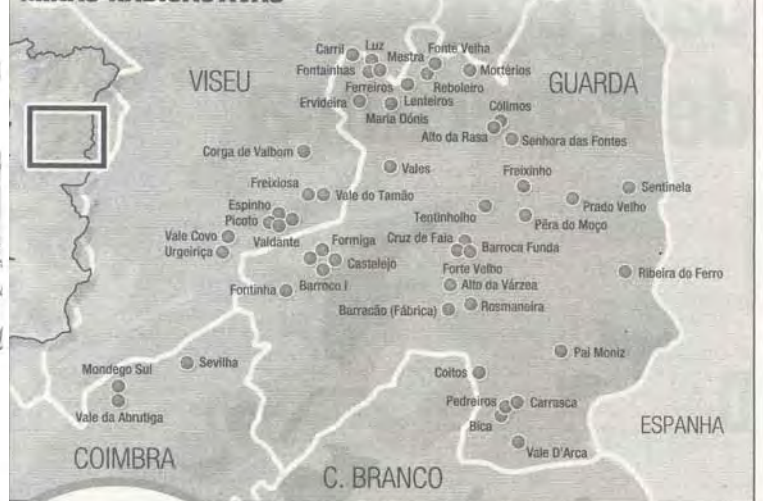 Carril
Luz
Mestra
Fonte Velha
Fontainhas
Mortérios
VISEU
GUARDA
Ferreiros
Reboleiro
Ervideira
Lenteiros
Maria Dónis
Cólimos
Alto da Rasa
Senhora das Fontes
Corga de Valbom
Vales
Freixinho
Freixiosa
Vale do Tamão
Sentinela
Prado Velho
Espinho
Tentinholho
Picoto
Pêra do Moço
Vale Covo
Valdante
Formiga
Cruz de Faia
Barroca Funda
Urgeiriça
Castelejo
Forte Velho
Ribeira do Ferro
Fontinha
Barroco I
Alto da Várzea
Barracão (Fábrica)
Rosmaneira
Pai Moniz
Mondego Sul
Sevilha
Coitos
Vale da Abrutiga
Pedreiros
Carrasca
Bica
ESPANHA
Vale D'Arca
COIMBRA
C. BRANCO